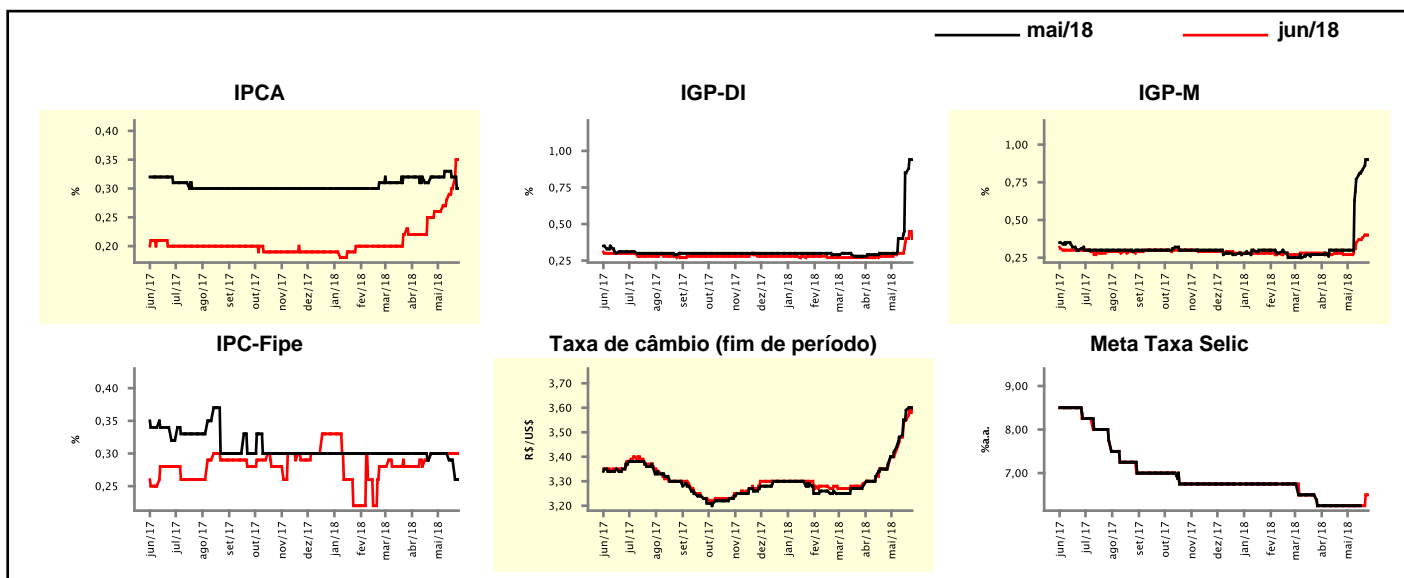 mai/18 jun/18
IPCA
0,40
0,35
0,30
0,25
0,20
%
jun/17 jul/17 ago/17 set/17 out/17 nov/17 dez/17 jan/18 fev/18 mar/18 abr/18 mai/18
IGP-DI
1,00
0,75
0,50
0,25
%
jun/17 jul/17 ago/17 set/17 out/17 nov/17 dez/17 jan/18 fev/18 mar/18 abr/18 mai/18
IGP-M
1,00
0,75
0,50
0,25
%
jun/17 jul/17 ago/17 set/17 out/17 nov/17 dez/17 jan/18 fev/18 mar/18 abr/18 mai/18
IPC-Fipe
0,40
0,35
0,30
0,25
%
jun/17 jul/17 ago/17 set/17 out/17 nov/17 dez/17 jan/18 fev/18 mar/18 abr/18 mai/18
Taxa de câmbio (fim de período)
3,70
3,60
3,50
3,40
3,30
3,20
R$/US$
jun/17 jul/17 ago/17 set/17 out/17 nov/17 dez/17 jan/18 fev/18 mar/18 abr/18 mai/18
Meta Taxa Selic
9,00
8,00
7,00
%a.a.
jun/17 jul/17 ago/17 set/17 out/17 nov/17 dez/17 jan/18 fev/18 mar/18 abr/18 mai/18